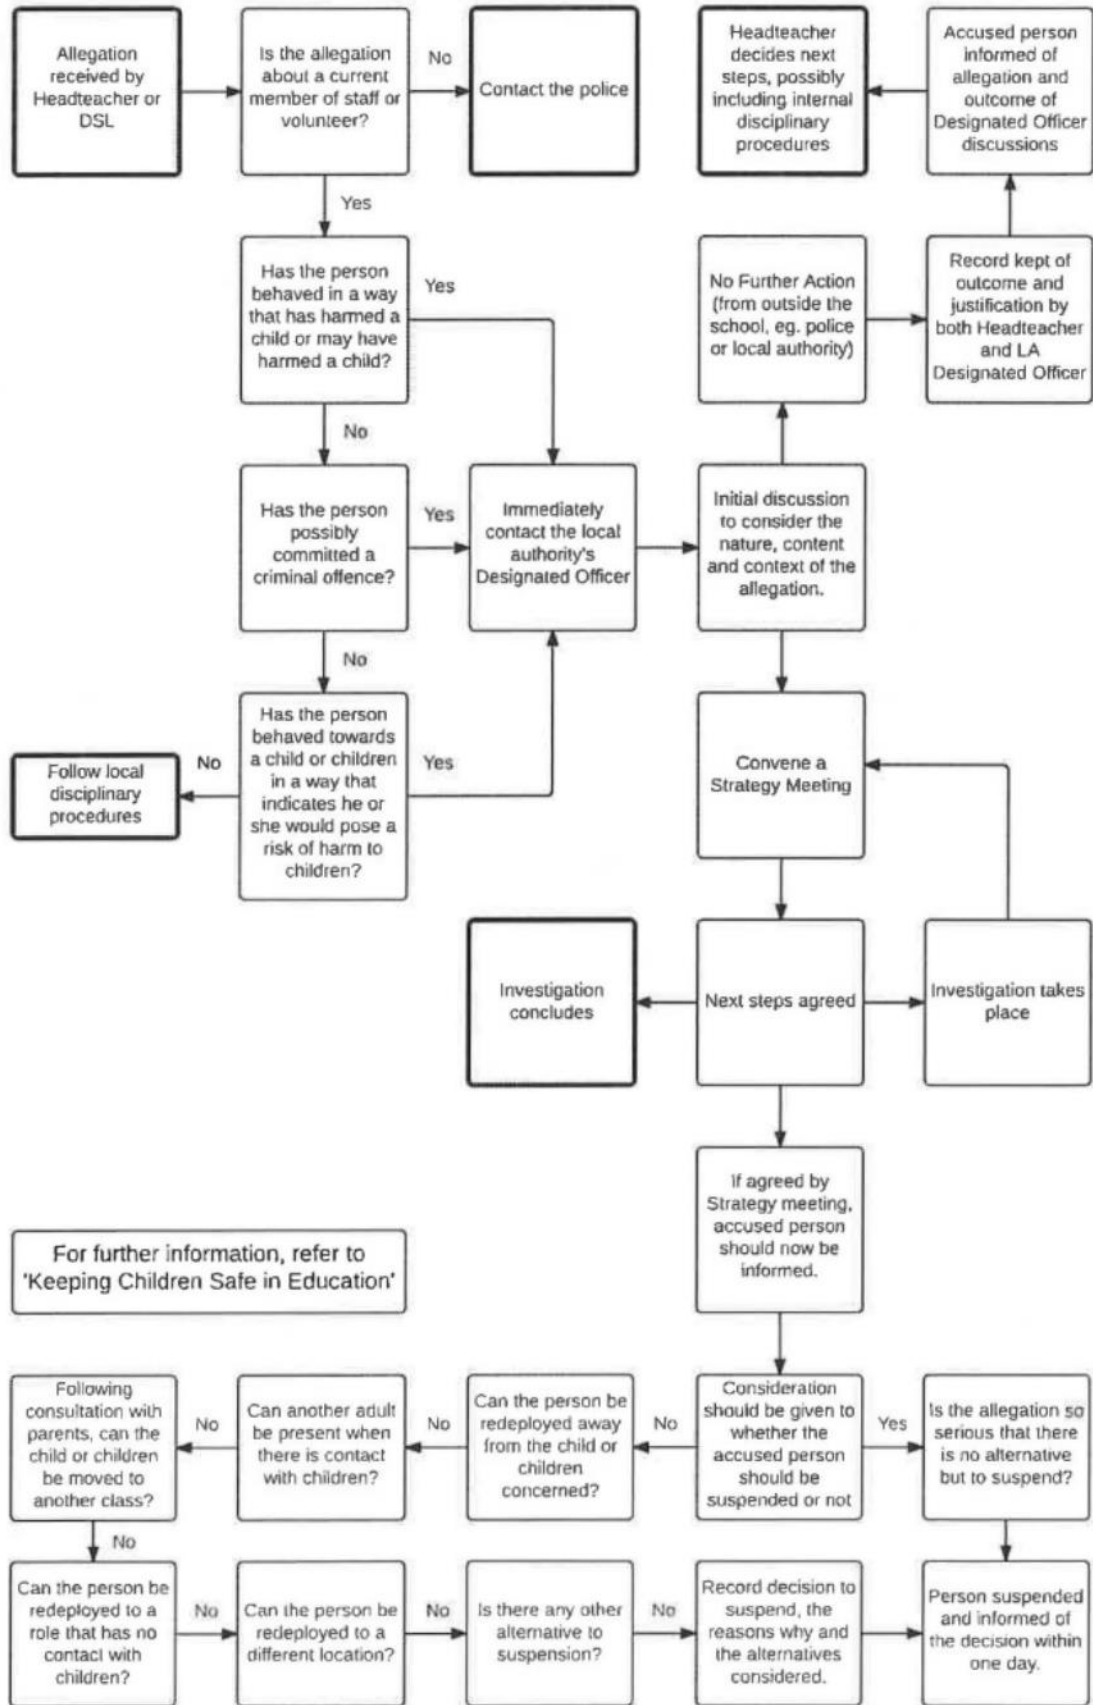 Allegation
received by
Headteacher or
DSL
Is the allegation
about a current
member of staff or
volunteer?
No
Contact the police
Headteacher
decides next
steps, possibly
including internal
disciplinary
procedures
Accused person
informed of
allegation and
outcome of
Designated Officer
discussions
Yes
Has the person
behaved in a way
that has harmed a
child or may have
harmed a child?
Yes
No Further Action
(from outside the
school, eg. police
or local authority)
Record kept of
outcome and
justification by
both Headteacher
and LA
Designated Officer
No
Has the person
possibly
committed a
criminal offence?
Yes
Immediately
contact the local
authority's
Designated Officer
Initial discussion
to consider the
nature, content
and context of the
allegation.
No
Follow local
disciplinary
procedures
No
Has the person
behaved towards
a child or children
in a way that
indicates he or
she would pose a
risk of harm to
children?
Yes
Convene a
Strategy Meeting
Investigation
concludes
Next steps agreed
Investigation takes
place
If agreed by
Strategy meeting,
accused person
should now be
informed.
For further information, refer to
'Keeping Children Safe in Education'
Following
consultation with
parents, can the
child or children
be moved to
another class?
No
Can another adult
be present when
there is contact
with children?
No
Can the person be
redeployed away
from the child or
children
concerned?
No
Consideration
should be given to
whether the
accused person
should be
suspended or not
Yes
Is the allegation so
serious that there
is no alternative
but to suspend?
No
Can the person be
redeployed to a
role that has no
contact with
children?
No
Can the person be
redeployed to a
different location?
No
Is there any other
alternative to
suspension?
No
Record decision to
suspend, the
reasons why and
the alternatives
considered.
Person suspended
and informed of
the decision within
one day.